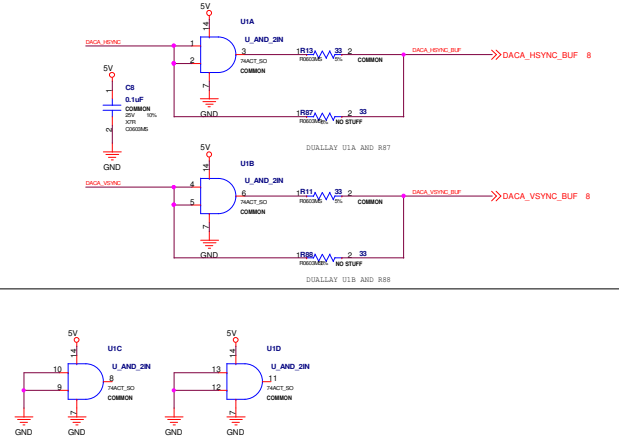 5V
U1A
14
U_AND_2IN
DACA_HSYNC
1
2
3
74ACT_SO
COMMON
7
GND
1
R13
33
2
R0603MS
5%
COMMON
DACA_HSYNC_BUF
DACA_HSYNC_BUF 8
5V
1
C8
0.1uF
COMMON
25V 10%
X7R
C0603MS
2
GND
1
R87
2
33
NO STUFF
DUALLAY U1A AND R87
5V
U1B
14
U_AND_2IN
DACA_VSYNC
4
5
6
74ACT_SO
COMMON
7
GND
1
R11
33
2
R0603MS
5%
COMMON
DACA_VSYNC_BUF
DACA_VSYNC_BUF 8
1
R88
2
33
NO STUFF
DUALLAY U1B AND R88
5V
U1C
14
U_AND_2IN
10
9
8
74ACT_SO
COMMON
7
GND
GND
5V
U1D
14
U_AND_2IN
13
12
11
74ACT_SO
COMMON
7
GND
GND